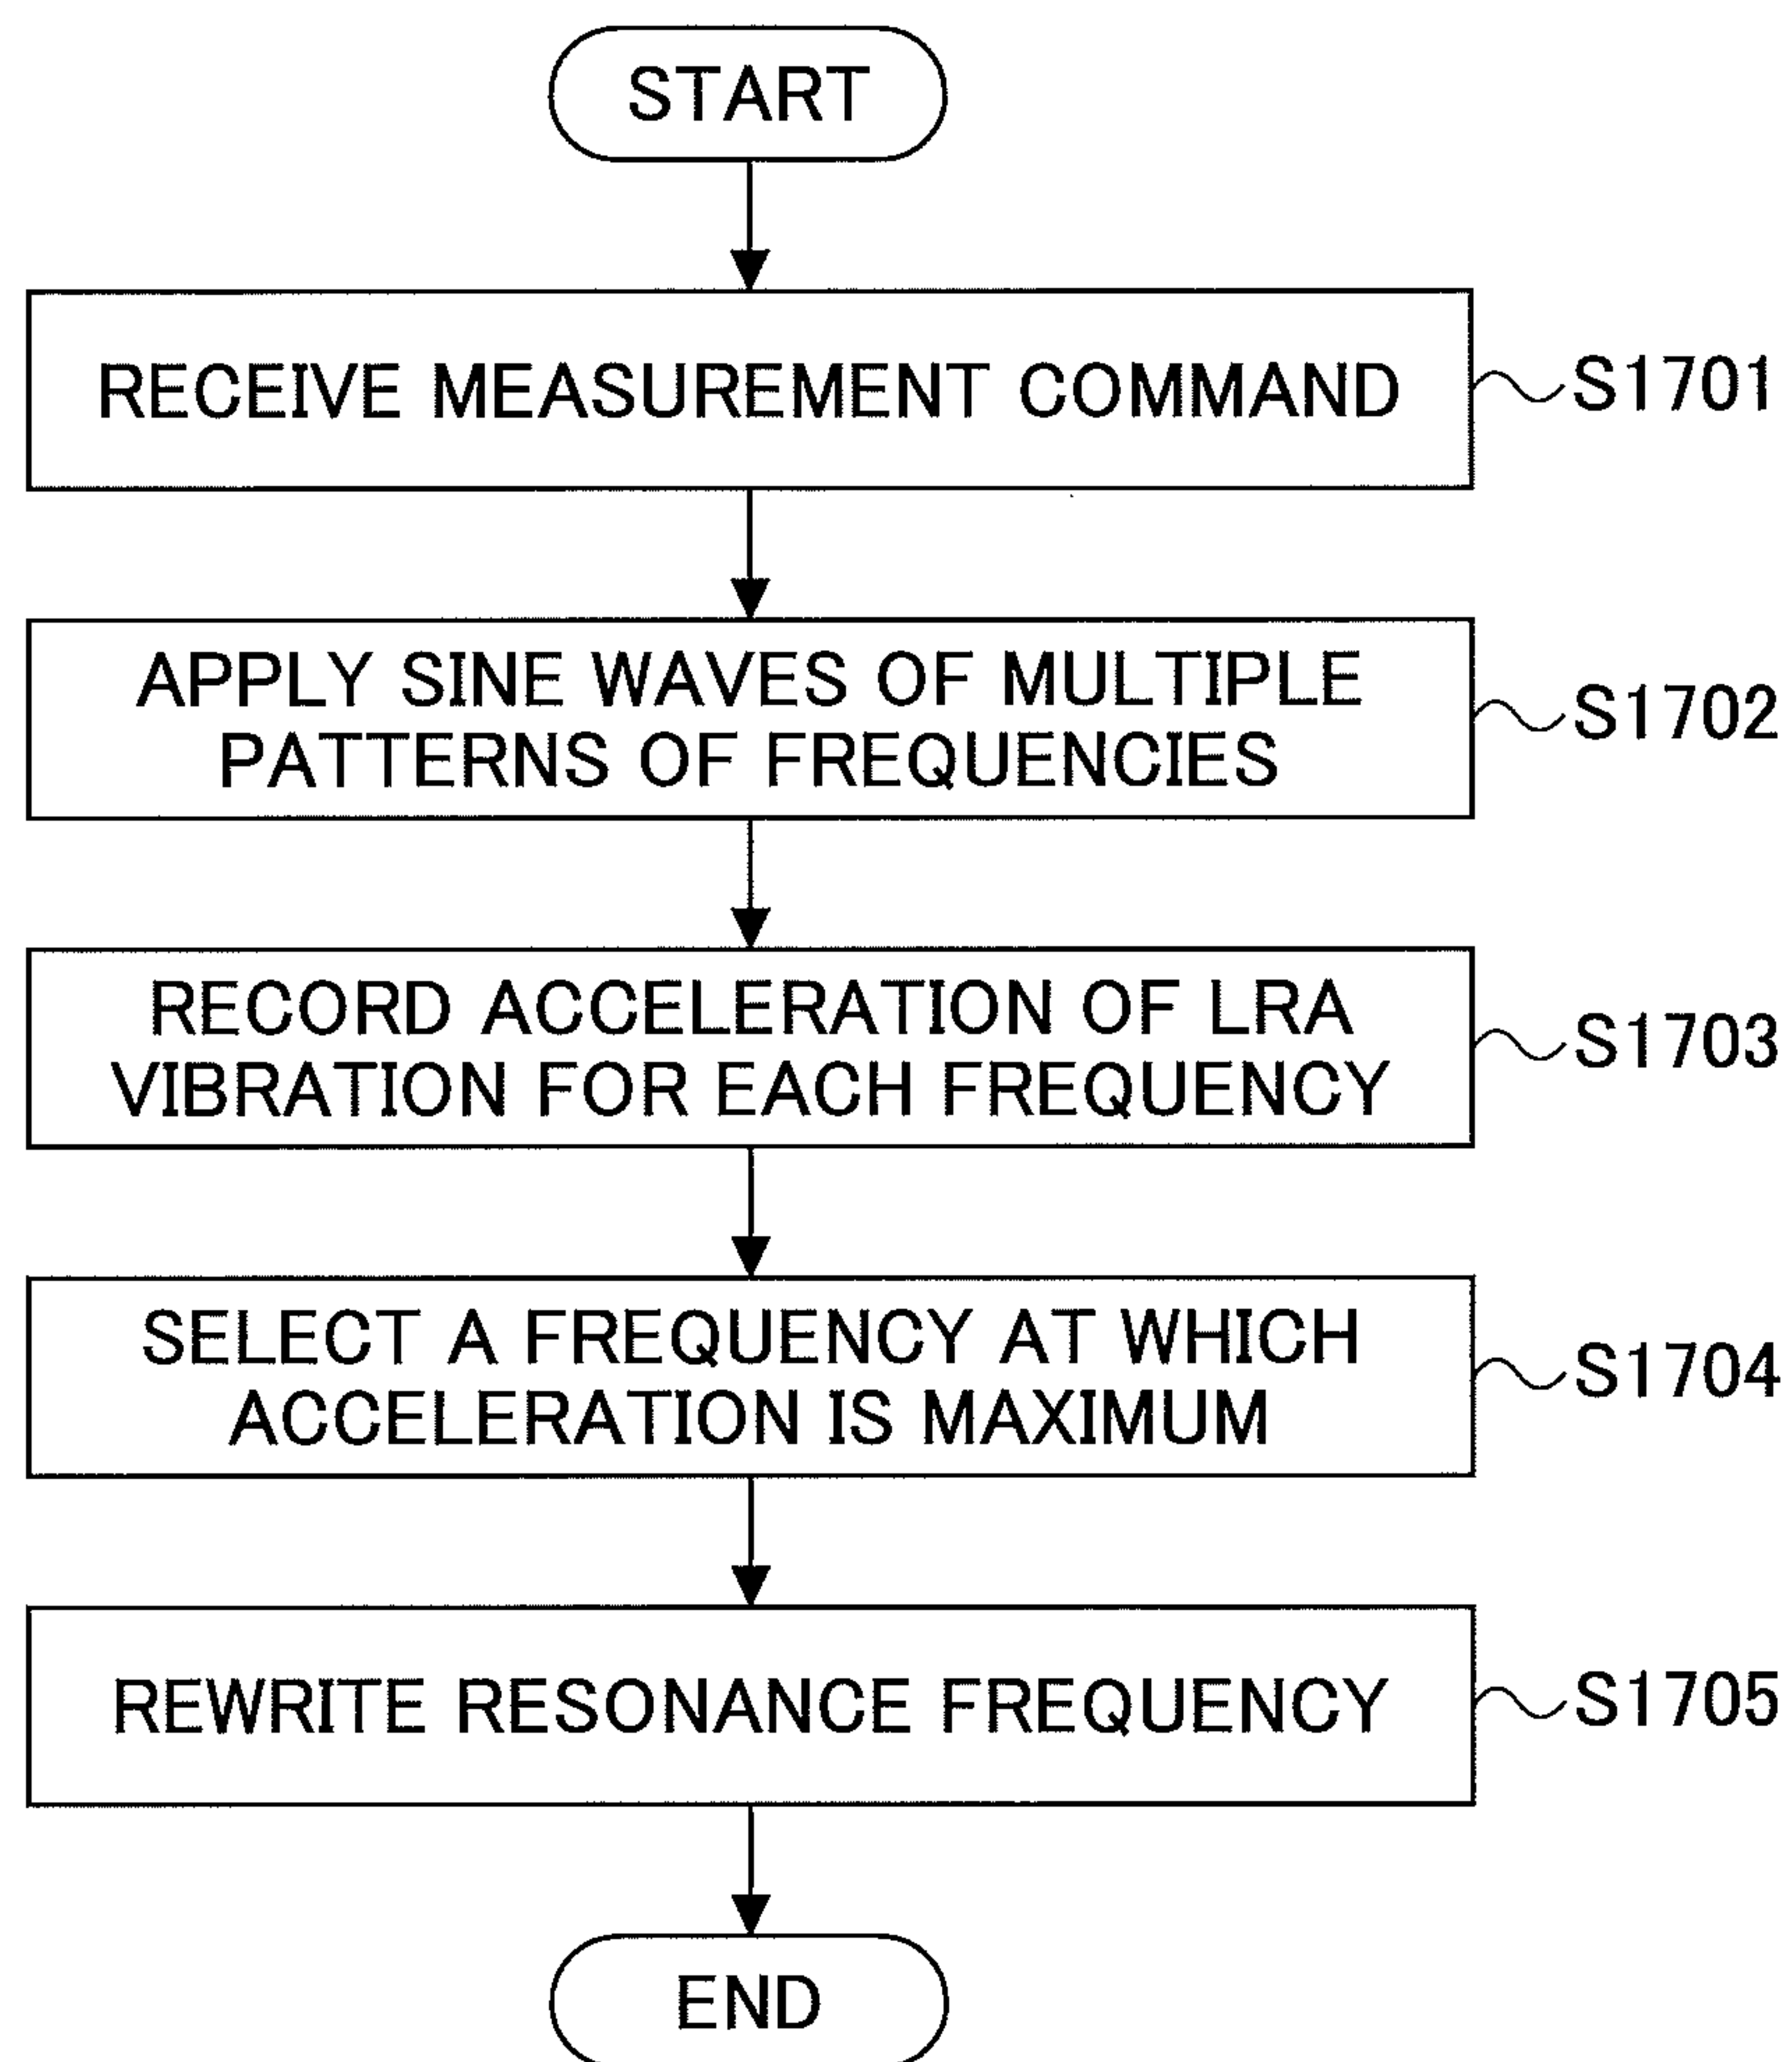 START
RECEIVE MEASUREMENT COMMAND
S1701
APPLY SINE WAVES OF MULTIPLE
PATTERNS OF FREQUENCIES
S1702
RECORD ACCELERATION OF LRA
VIBRATION FOR EACH FREQUENCY
S1703
SELECT A FREQUENCY AT WHICH
ACCELERATION IS MAXIMUM
S1704
REWRITE RESONANCE FREQUENCY
S1705
END